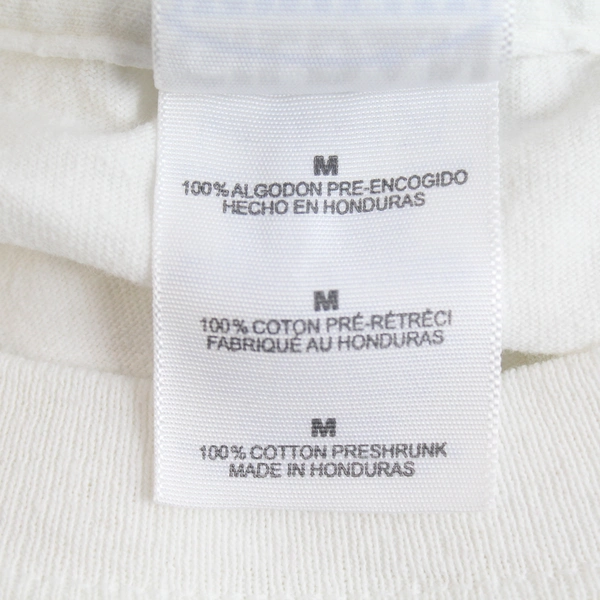 M
100% ALGODON PRE-ENCOGIDO
HECHO EN HONDURAS
M
100% COTON PRÉ-RÉTRÉCI
FABRIQUÉ AU HONDURAS
M
100% COTTON PRESHRUNK
MADE IN HONDURAS